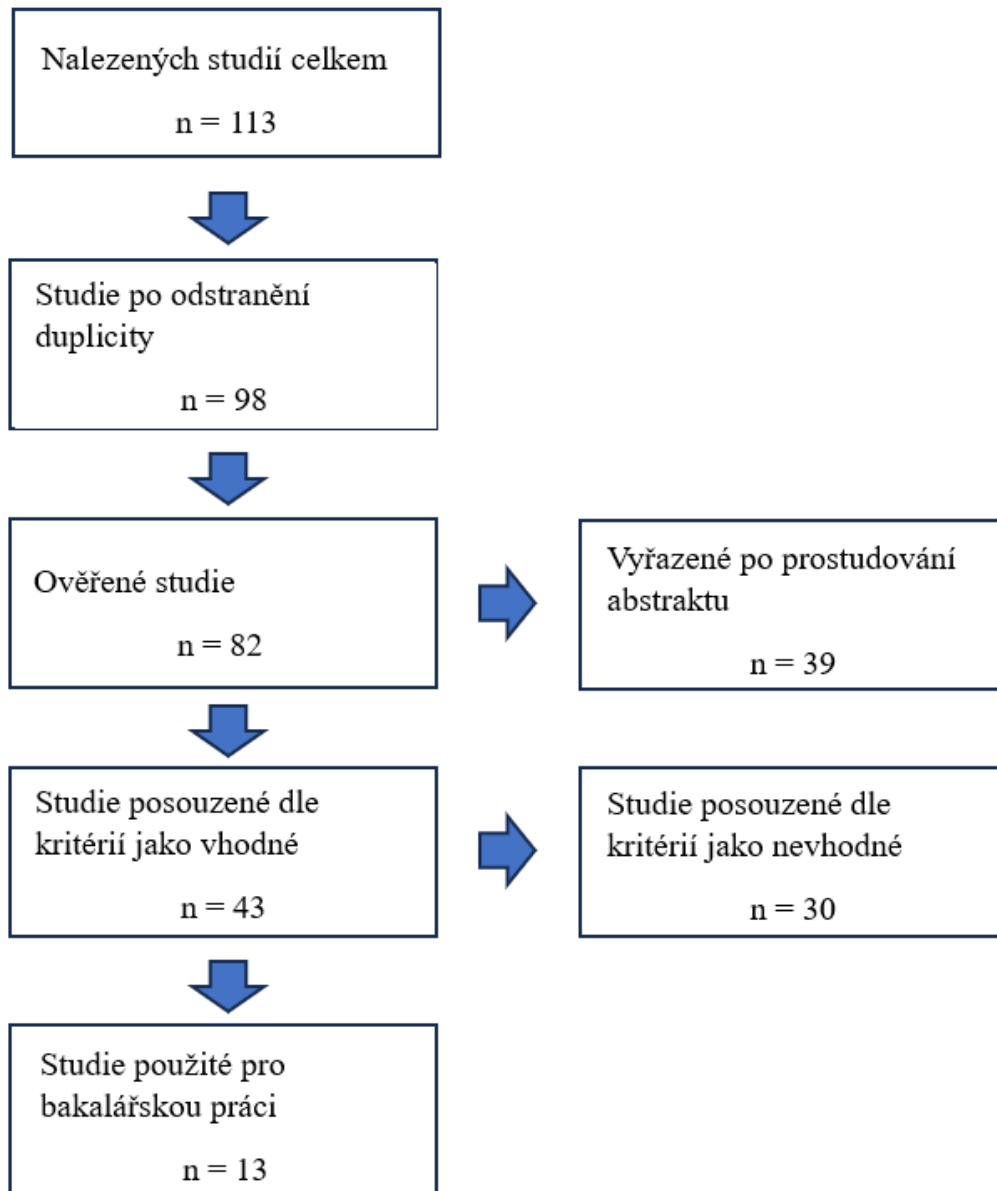 Nalezených studií celkem
n = 113
Studie po odstranění
duplicity
n = 98
Ověřené studie
n = 82
Vyřazené po prostudování
abstraktu
n = 39
Studie posouzené dle
kritérií jako vhodné
n = 43
Studie posouzené dle
kritérií jako nevhodné
n = 30
Studie použité pro
bakalářskou práci
n = 13